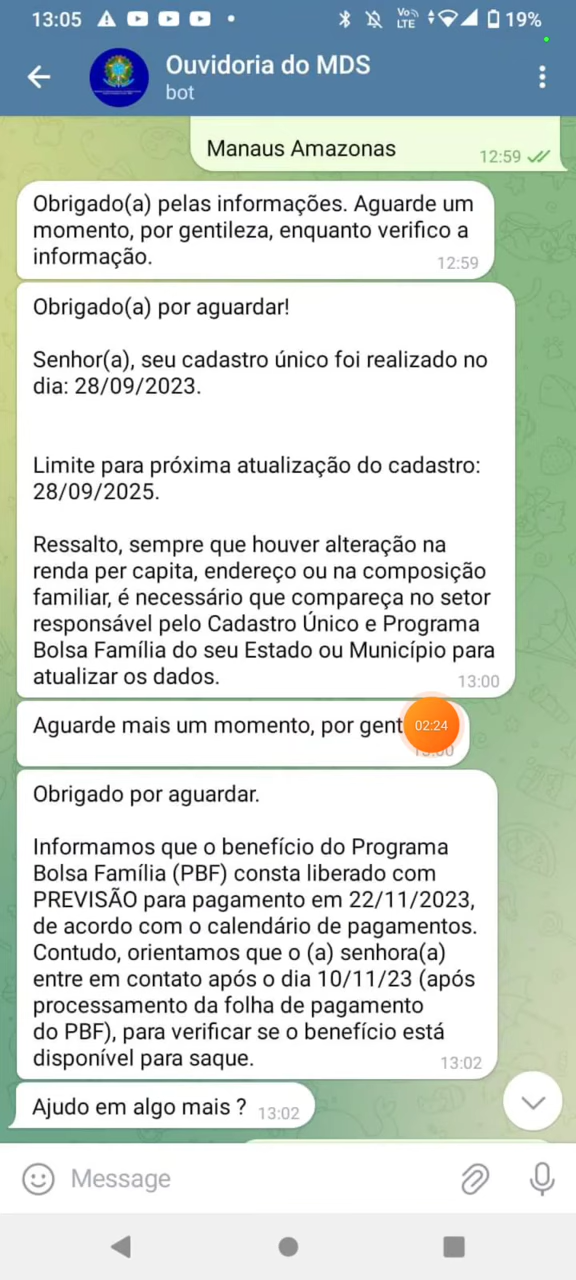 13:05
Vo
LTE
19%
Ouvidoria do MDS
bot
Manaus Amazonas
12:59
Obrigado(a) pelas informações. Aguarde um
momento, por gentileza, enquanto verifico a
informação.
12:59
Obrigado(a) por aguardar!
Senhor(a), seu cadastro único foi realizado no
dia: 28/09/2023.
Limite para próxima atualização do cadastro:
28/09/2025.
Ressalto, sempre que houver alteração na
renda per capita, endereço ou na composição
familiar, é necessário que compareça no setor
responsável pelo Cadastro Único e Programa
Bolsa Família do seu Estado ou Município para
atualizar os dados.
13:00
Aguarde mais um momento, por gent
02:24
Obrigado por aguardar.
Informamos que o benefício do Programa
Bolsa Família (PBF) consta liberado com
PREVISÃO para pagamento em 22/11/2023,
de acordo com o calendário de pagamentos.
Contudo, orientamos que o (a) senhora(a)
entre em contato após o dia 10/11/23 (após
processamento da folha de pagamento
do PBF), para verificar se o benefício está
disponível para saque.
13:02
Ajudo em algo mais ?
13:02
Message